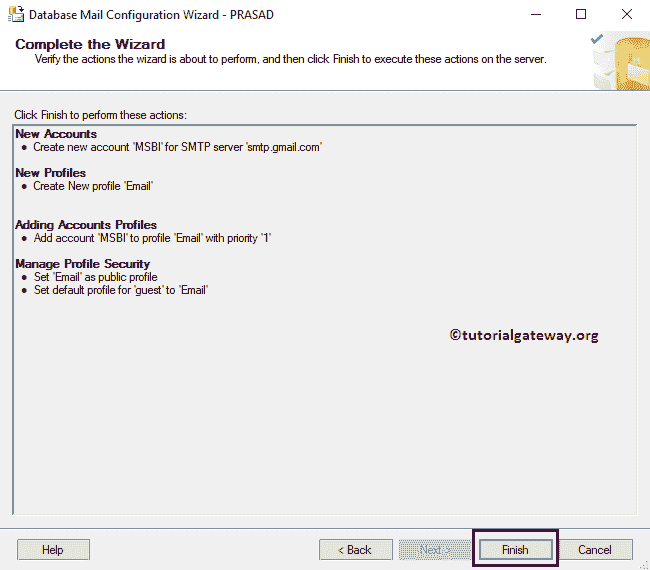 Database Mail Configuration Wizard - PRASAD
Complete the Wizard
Verify the actions the wizard is about to perform, and then click Finish to execute these actions on the server.
Click Finish to perform these actions:
New Accounts
● Create new account 'MSBI' for SMTP server 'smtp.gmail.com'
New Profiles
● Create New profile 'Email'
Adding Accounts Profiles
● Add account 'MSBI' to profile 'Email' with priority '1'
Manage Profile Security
● Set 'Email' as public profile
● Set default profile for 'guest' to 'Email'
©tutorialgateway.org
Help
< Back
Next >
Finish
Cancel